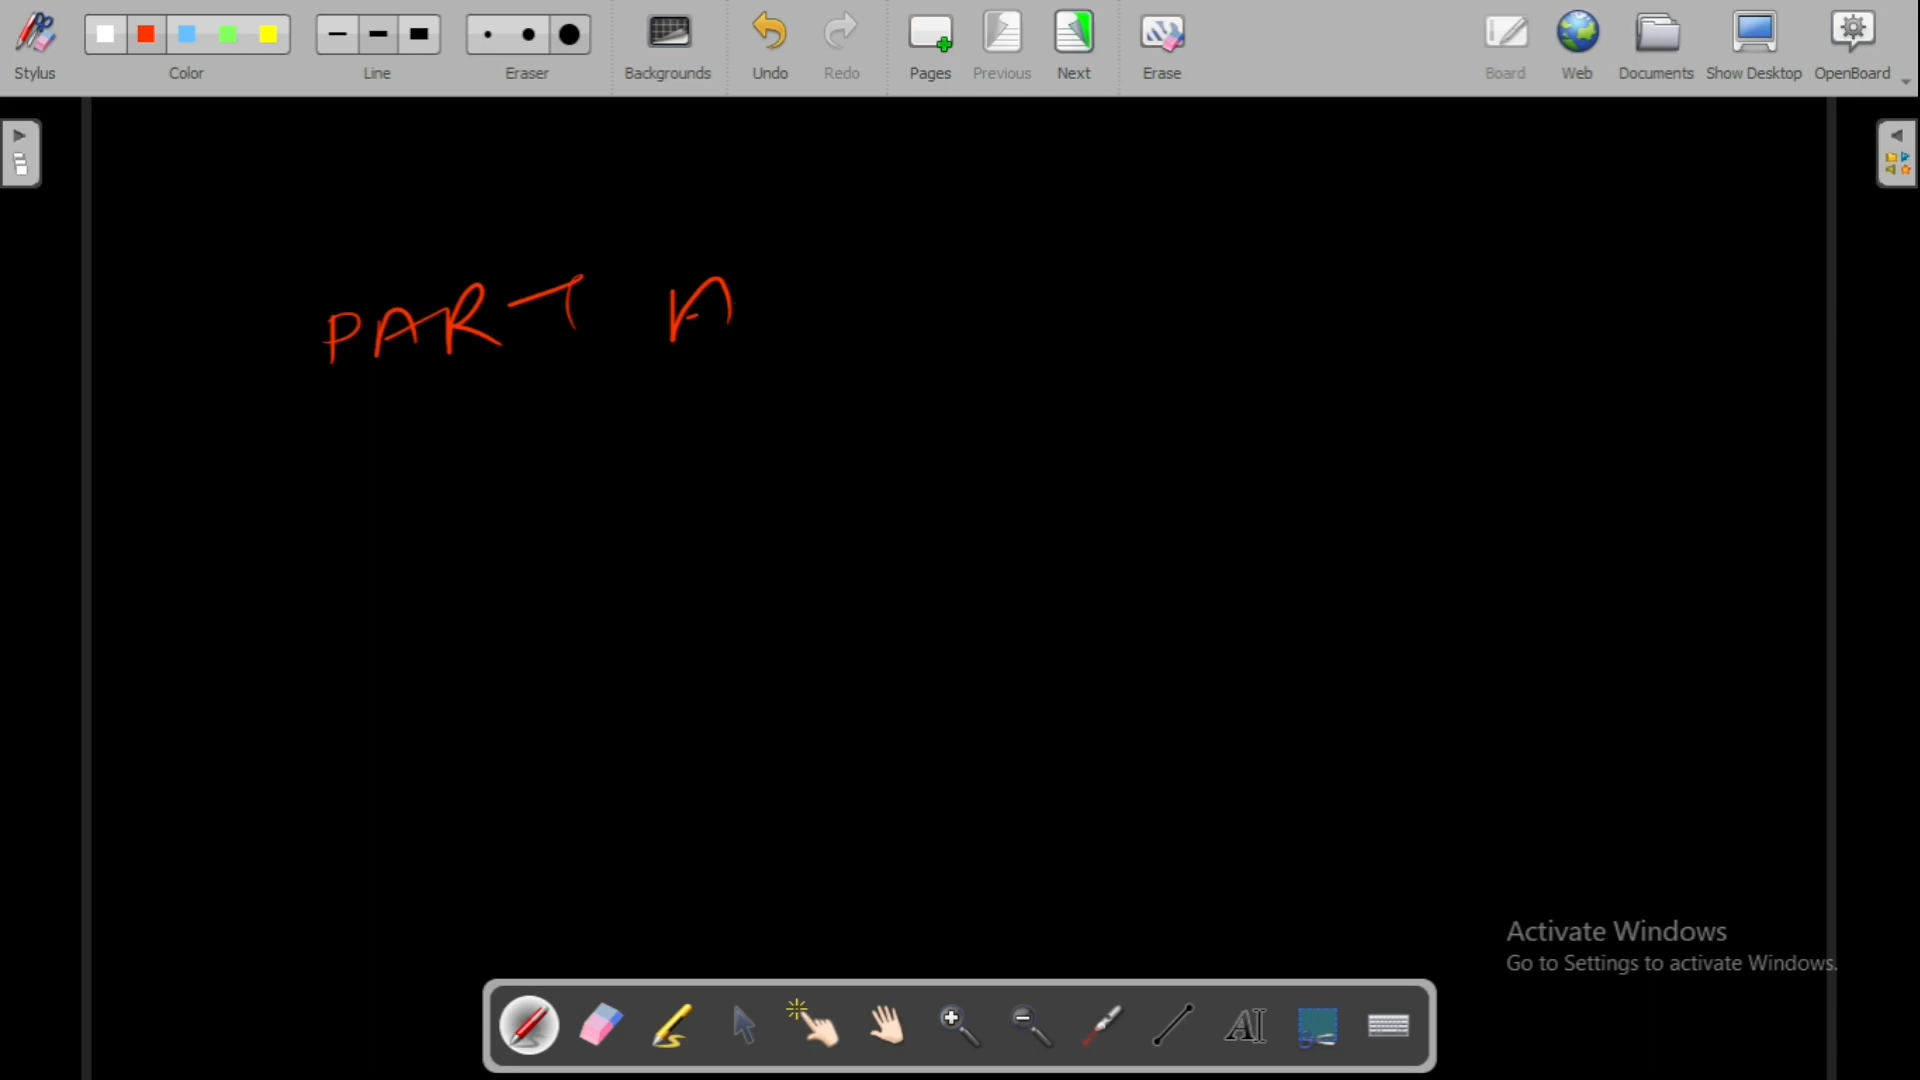 Stylus Color Line Eraser Backgrounds Undo Redo Pages Previous Next Erase Board Web Documents Show Desktop OpenBoard
PART A
Activate Windows
Go to Settings to activate Windows.
AI